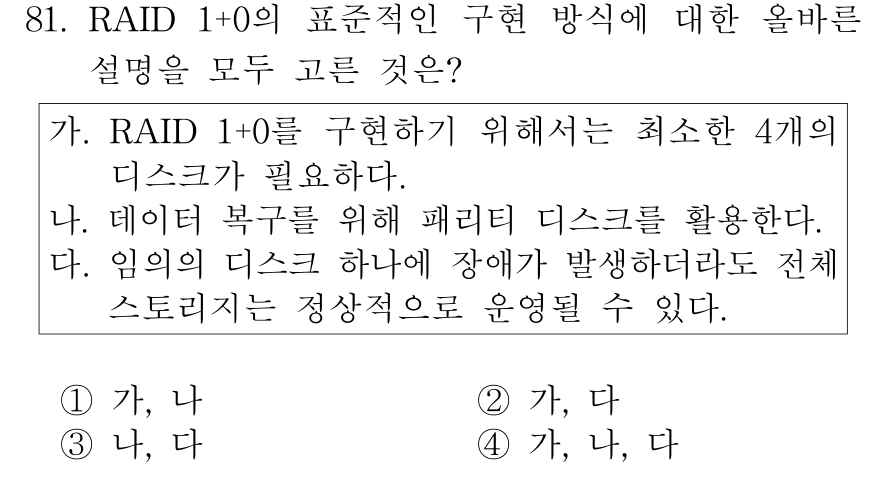 81. RAID 1+0의 표준적인 구현 방식에 대한 올바른
설명을 모두 고른 것은?
가. RAID 1+0를 구현하기 위해서는 최소한 4개의
디스크가 필요하다.
나. 데이터 복구를 위해 패리티 디스크를 활용한다.
다. 임의의 디스크 하나에 장애가 발생하더라도 전체
스토리지는 정상적으로 운영될 수 있다.
① 가, 나 ② 가, 다
③ 나, 다 ④ 가, 나, 다